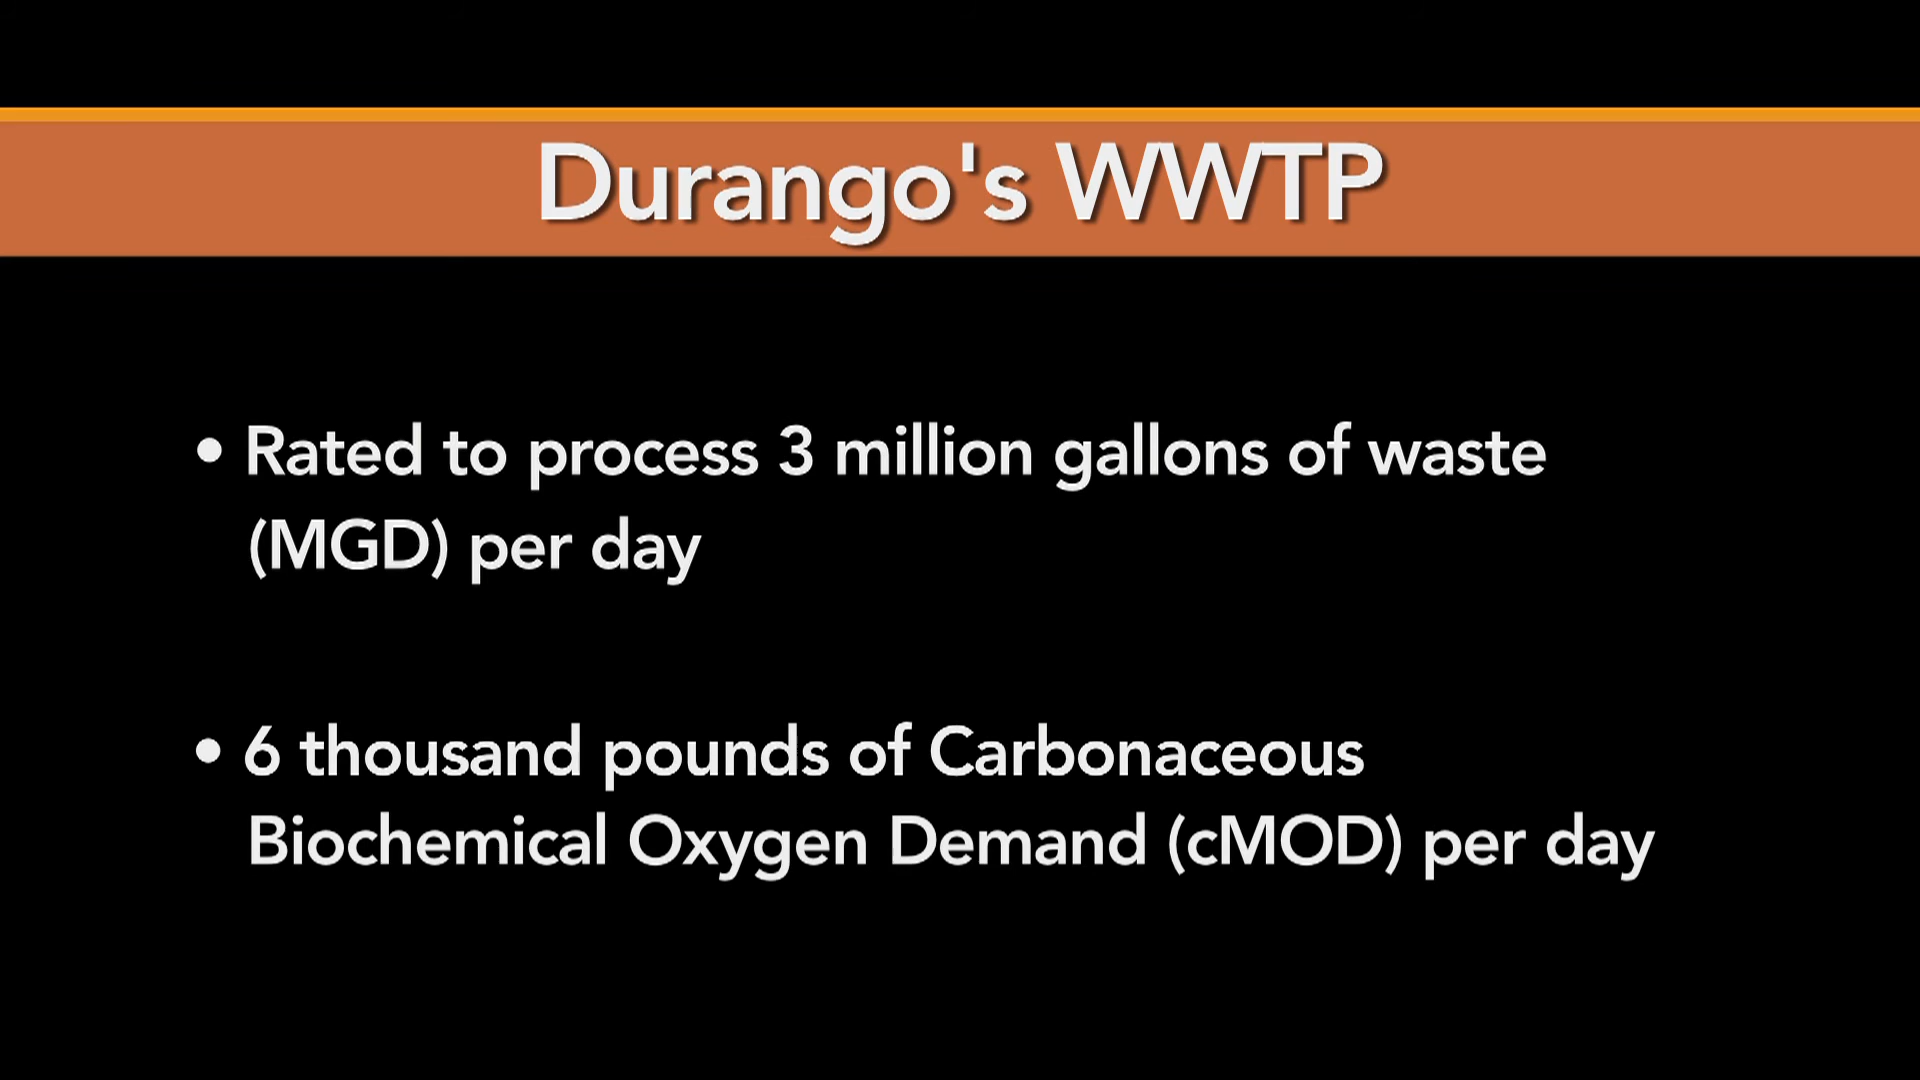 Durango's WWTP
• Rated to process 3 million gallons of waste
(MGD) per day
• 6 thousand pounds of Carbonaceous
Biochemical Oxygen Demand (cMOD) per day